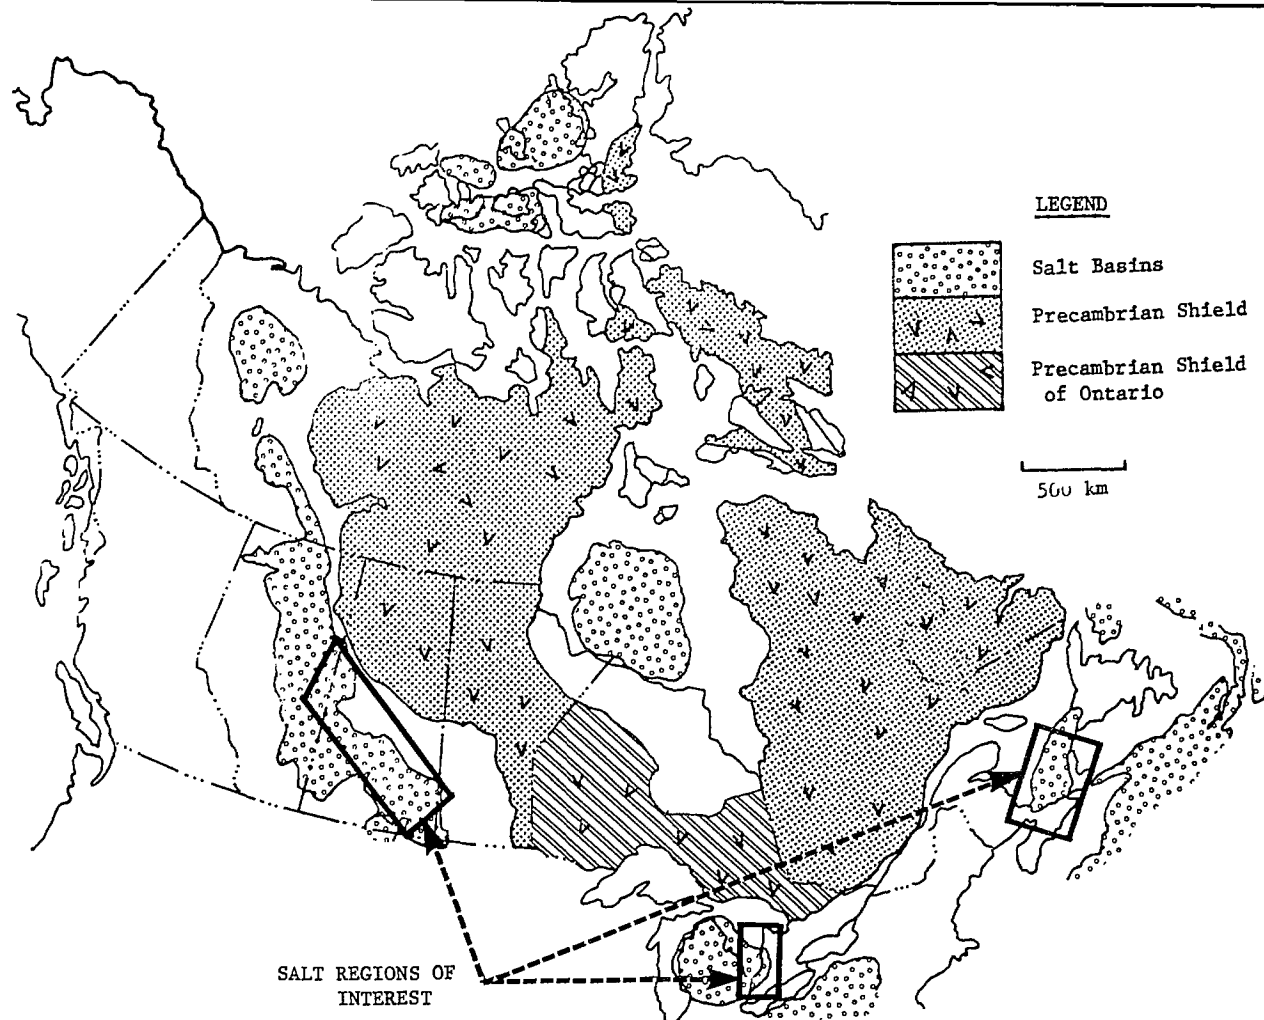 LEGEND
Salt Basins
Precambrian Shield
Precambrian Shield
of Ontario
500 km
SALT REGIONS OF
INTEREST